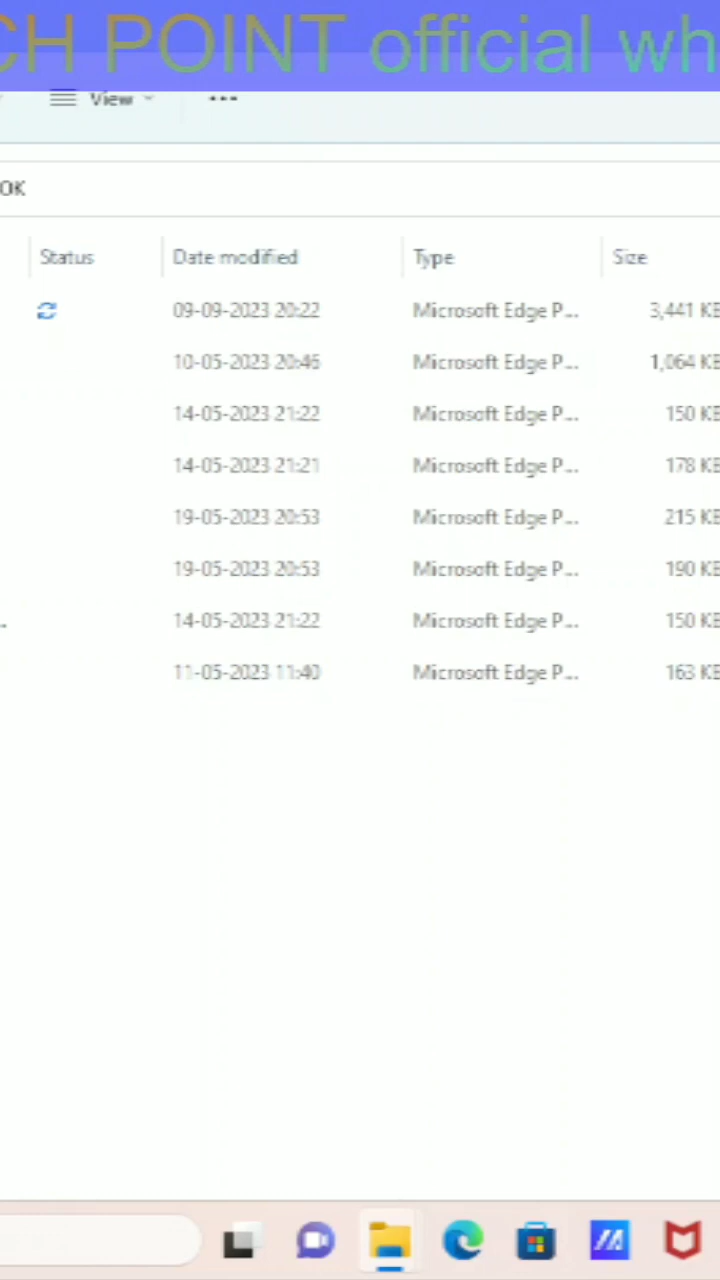 CH POINT official wh
View
OK
Status Date modified Type Size
09-09-2023 20:22 Microsoft Edge P... 3,441 KB
10-05-2023 20:46 Microsoft Edge P... 1,064 KB
14-05-2023 21:22 Microsoft Edge P... 150 KB
14-05-2023 21:21 Microsoft Edge P... 178 KB
19-05-2023 20:53 Microsoft Edge P... 215 KB
19-05-2023 20:53 Microsoft Edge P... 190 KB
14-05-2023 21:22 Microsoft Edge P... 150 KB
11-05-2023 11:40 Microsoft Edge P... 163 KB